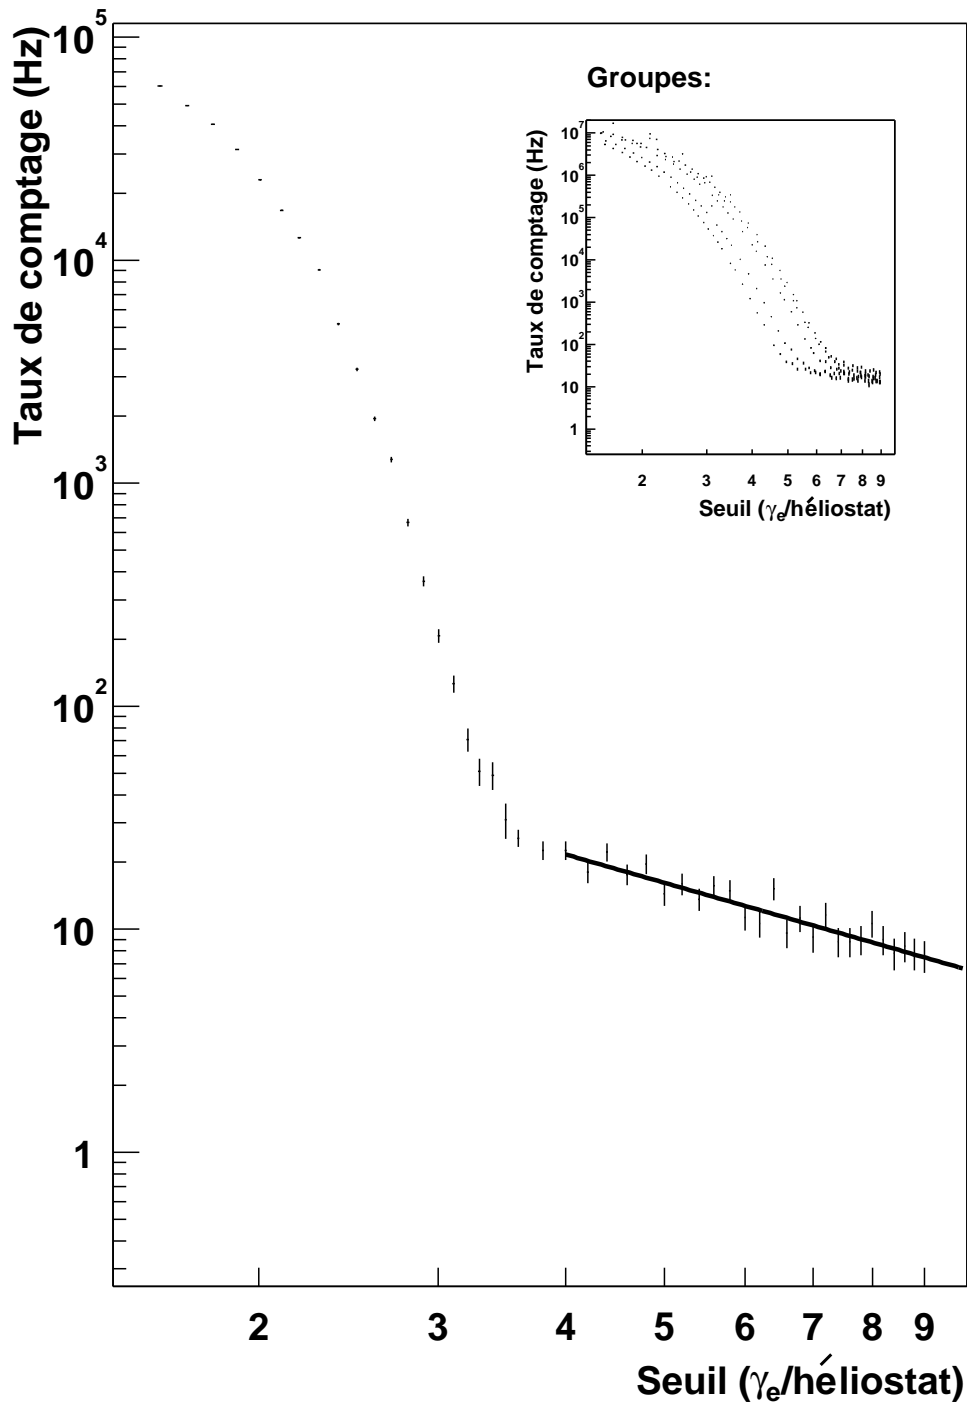 Taux de comptage (Hz)
10^5
10^4
10^3
10^2
10
1
2 3 4 5 6 7 8 9
Seuil (γe/héliostat)
Groupes:
Taux de comptage (Hz)
10^7
10^6
10^5
10^4
10^3
10^2
10
1
2 3 4 5 6 7 8 9
Seuil (γe/héliostat)